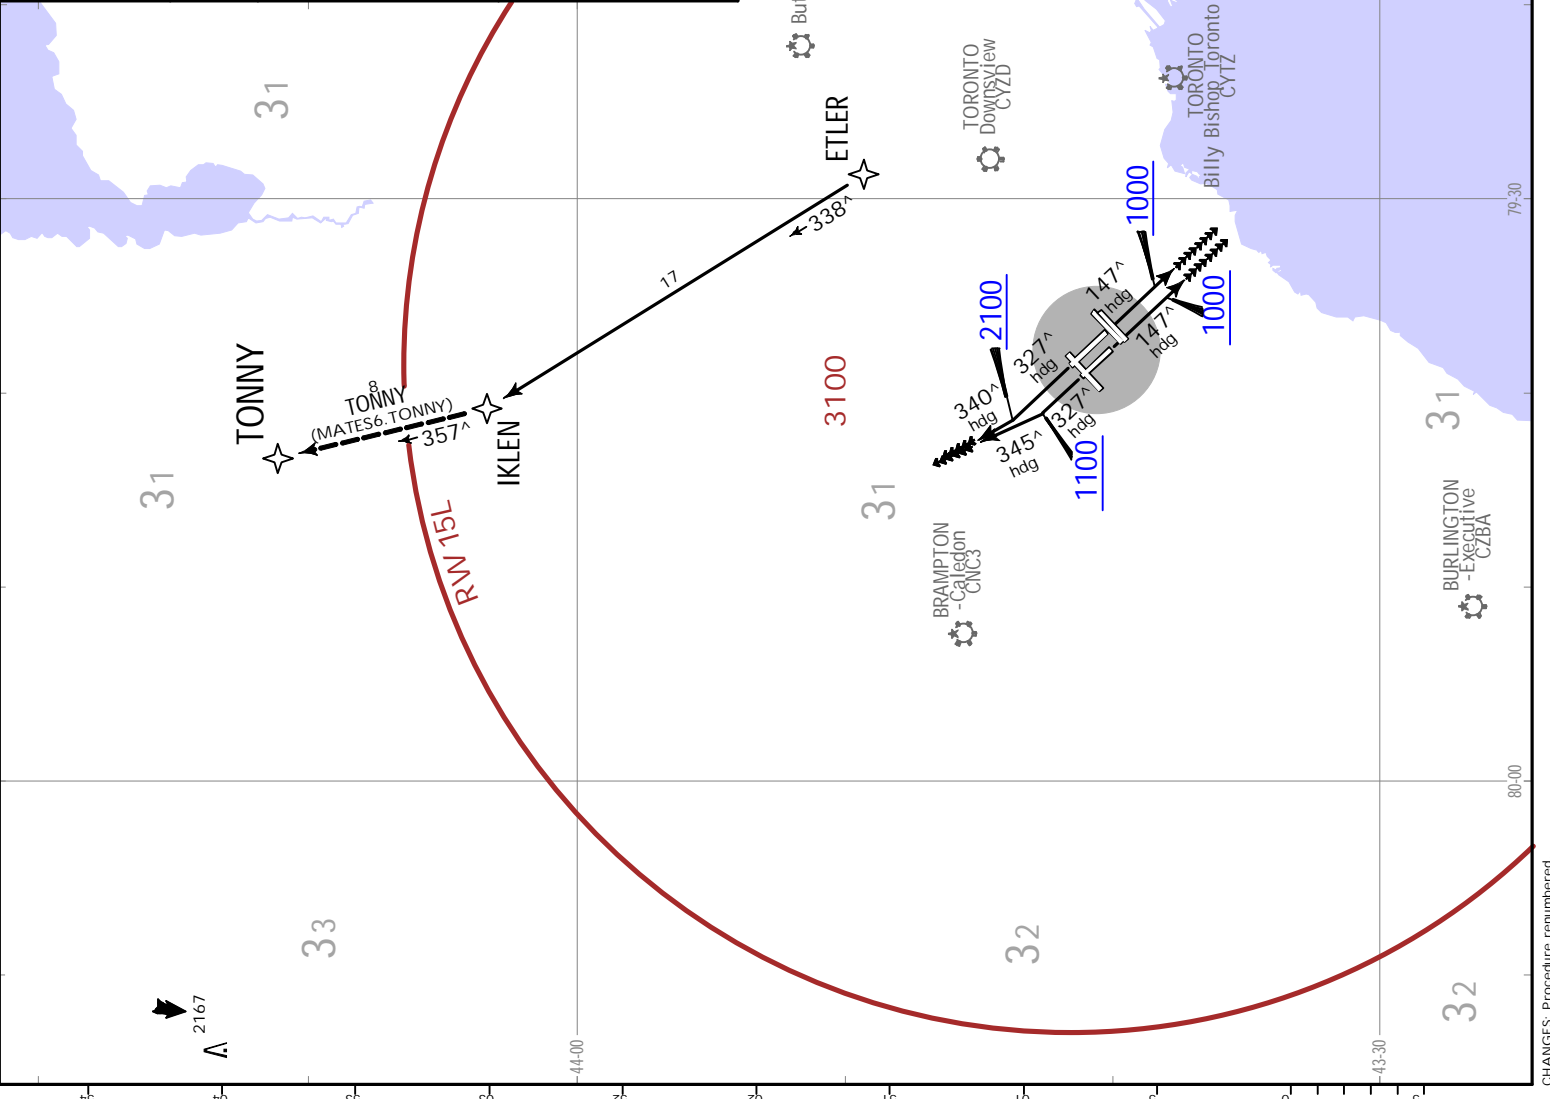 31
But
TORONTO
Downsview
CYZD
TORONTO
Billy Bishop Toronto
CYTZ
ETLER
338^
17
79-30
1000
147^
hdg
2100
327^
hdg
1000
147^
hdg
TONNY
8
TONNY
(MATES6.TONNY)
357^
IKLEN
3100
340^
hdg
327^
hdg
345^
hdg
1100
31
31
31
RW 15L
BRAMPTON
-Caledon
CNC3
BURLINGTON
-Executive
CZBA
80-00
33
32
32
2167
44-00
43-30
CHANGES: Procedure renumbered